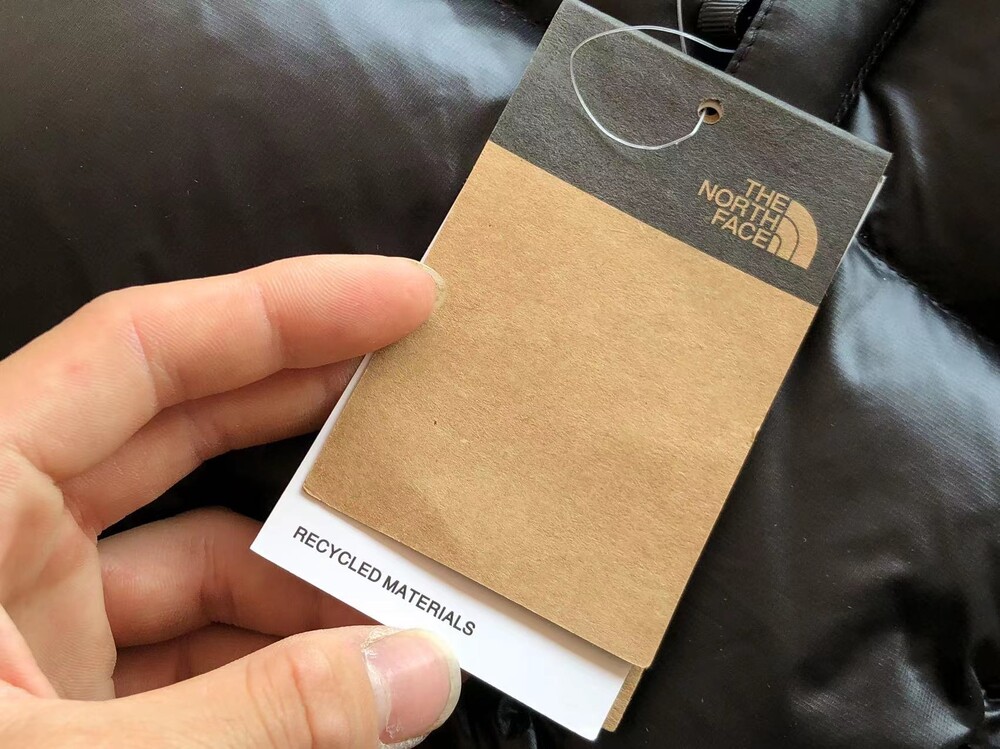 THE
NORTH
FACE
RECYCLED MATERIALS